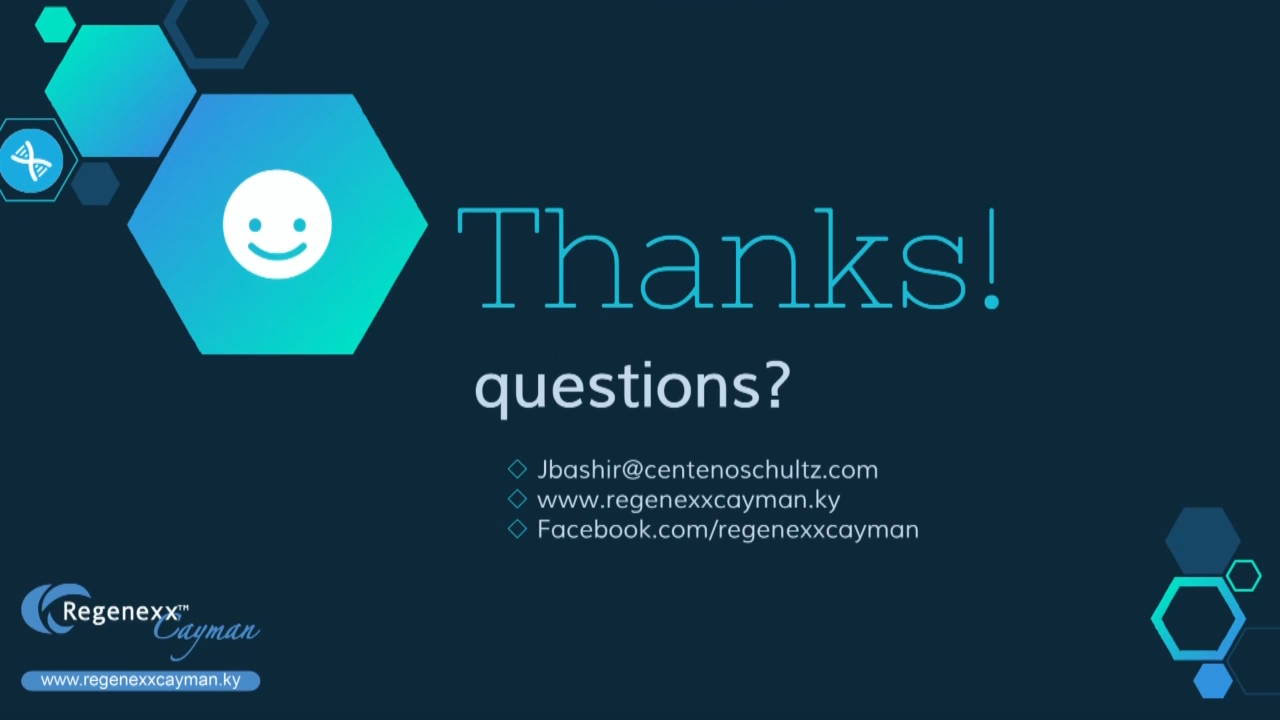 Thanks!
questions?
Jbashir@centenoschultz.com
www.regenexxcayman.ky
Facebook.com/regenexxcayman
Regenexx™
Cayman
www.regenexxcayman.ky